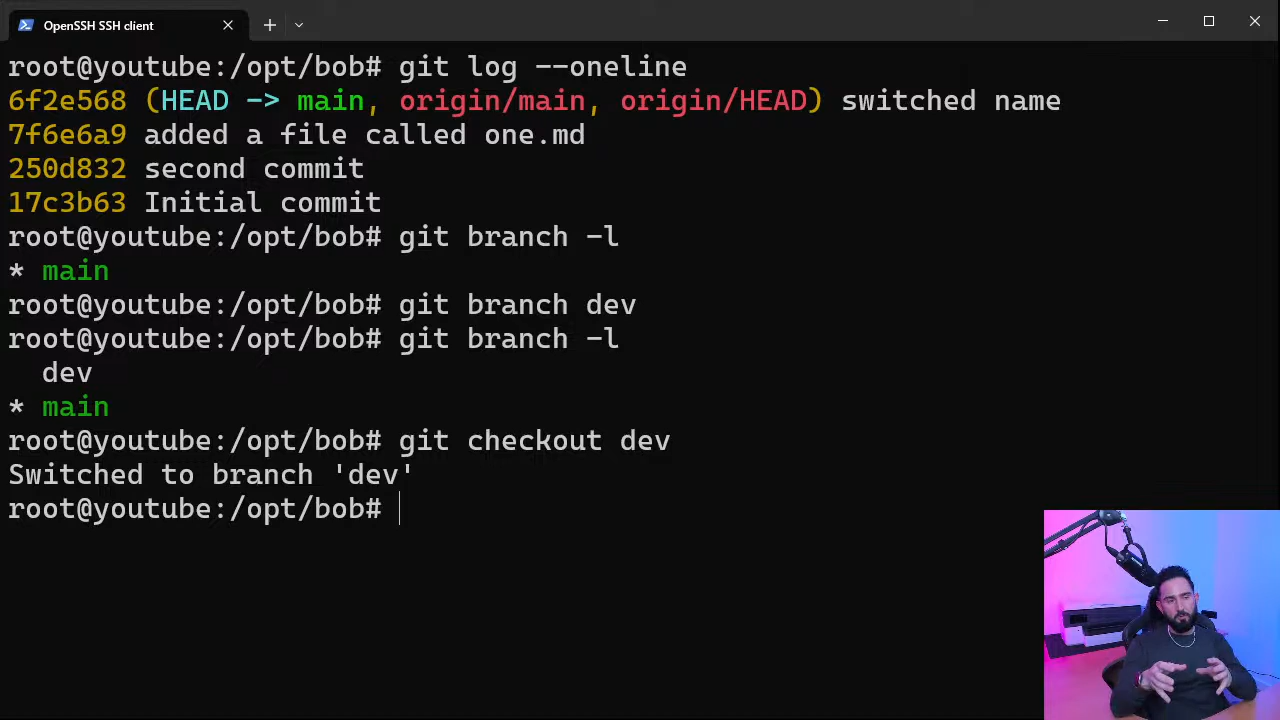 OpenSSH SSH client
root@youtube:/opt/bob# git log --oneline
6f2e568 (HEAD -> main, origin/main, origin/HEAD) switched name
7f6e6a9 added a file called one.md
250d832 second commit
17c3b63 Initial commit
root@youtube:/opt/bob# git branch -l
* main
root@youtube:/opt/bob# git branch dev
root@youtube:/opt/bob# git branch -l
  dev
* main
root@youtube:/opt/bob# git checkout dev
Switched to branch 'dev'
root@youtube:/opt/bob#